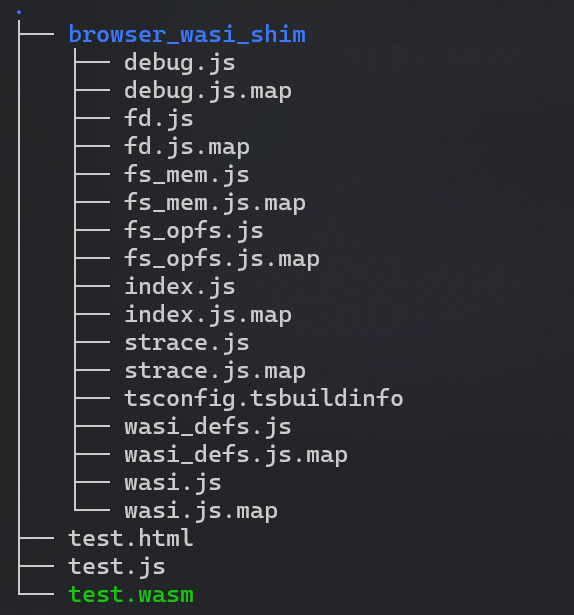 .
├── browser_wasi_shim
│   ├── debug.js
│   ├── debug.js.map
│   ├── fd.js
│   ├── fd.js.map
│   ├── fs_mem.js
│   ├── fs_mem.js.map
│   ├── fs_opfs.js
│   ├── fs_opfs.js.map
│   ├── index.js
│   ├── index.js.map
│   ├── strace.js
│   ├── strace.js.map
│   ├── tsconfig.tsbuildinfo
│   ├── wasi_defs.js
│   ├── wasi_defs.js.map
│   ├── wasi.js
│   └── wasi.js.map
├── test.html
├── test.js
└── test.wasm